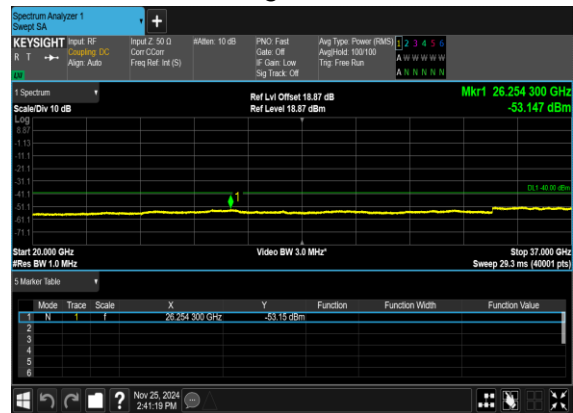 Spectrum Analyzer 1
Swept SA
+
KEYSIGHT
R T
LW
Input: RF
Coupling: DC
Align: Auto
Input Z: 50 Ω
Corr CCorr
Freq Ref: Int (S)
#Atten: 10 dB
PNO: Fast
Gate: Off
IF Gain: Low
Sig Track: Off
Avg Type: Power (RMS)
Avg|Hold: 100/100
Trig: Free Run
1 2 3 4 5 6
A W W W W W
A N N N N N
1 Spectrum
Scale/Div 10 dB
Ref Lvl Offset 18.87 dB
Ref Level 18.87 dBm
Mkr1 26.254 300 GHz
-53.147 dBm
Log
8.87
-1.13
-11.1
-21.1
-31.1
-41.1
-51.1
-61.1
-71.1
1
DL1 -40.00 dBm
Start 20.000 GHz
#Res BW 1.0 MHz
Video BW 3.0 MHz*
Stop 37.000 GHz
Sweep 29.3 ms (40001 pts)
5 Marker Table
Mode Trace Scale X Y Function Function Width Function Value
1 N 1 f 26.254 300 GHz -53.15 dBm
2
3
4
5
6
?
Nov 25, 2024
2:41:19 PM